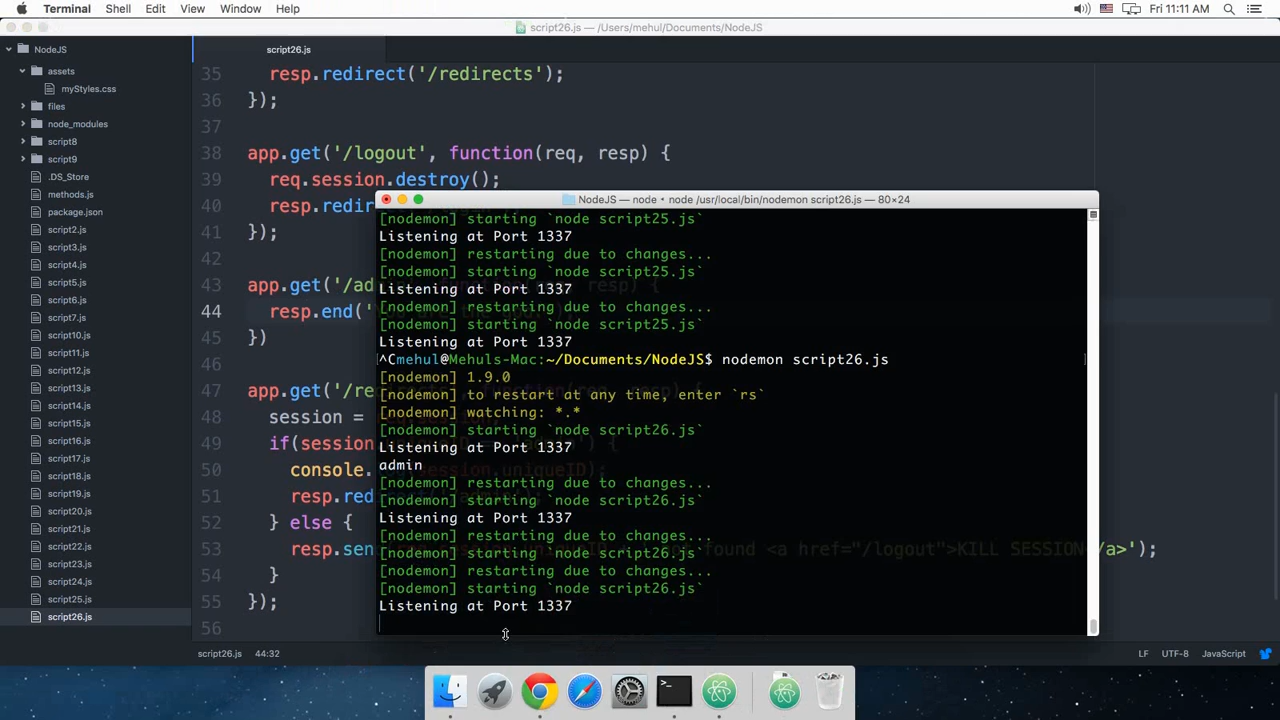 Terminal Shell Edit View Window Help Fri 11:11 AM
script26.js — /Users/mehul/Documents/NodeJS
NodeJS
assets
myStyles.css
files
node_modules
script8
script9
.DS_Store
methods.js
package.json
script2.js
script3.js
script4.js
script5.js
script6.js
script7.js
script10.js
script11.js
script12.js
script13.js
script14.js
script15.js
script16.js
script17.js
script18.js
script19.js
script20.js
script21.js
script22.js
script23.js
script24.js
script25.js
script26.js
script26.js
35 resp.redirect('/redirects');
36 });
37
38 app.get('/logout', function(req, resp) {
39 req.session.destroy();
40 resp.redi
41 });
42
43 app.get('/ad resp) {
44 resp.end('
45 })
46
47 app.get('/re
48 session =
49 if(session
50 console. session.uniqueID);
51 resp.red
52 } else {
53 resp.sen found <a href="/logout">KILL SESSION</a>');
54 }
55 });
56
NodeJS — node • node /usr/local/bin/nodemon script26.js — 80×24
[nodemon] starting `node script25.js`
Listening at Port 1337
[nodemon] restarting due to changes...
[nodemon] starting `node script25.js`
Listening at Port 1337
[nodemon] restarting due to changes...
[nodemon] starting `node script25.js`
Listening at Port 1337
^Cmehul@Mehuls-Mac:~/Documents/NodeJS$ nodemon script26.js
[nodemon] 1.9.0
[nodemon] to restart at any time, enter `rs`
[nodemon] watching: *.*
[nodemon] starting `node script26.js`
Listening at Port 1337
admin
[nodemon] restarting due to changes...
[nodemon] starting `node script26.js`
Listening at Port 1337
[nodemon] restarting due to changes...
[nodemon] starting `node script26.js`
[nodemon] restarting due to changes...
[nodemon] starting `node script26.js`
Listening at Port 1337
script26.js 44:32 LF UTF-8 JavaScript